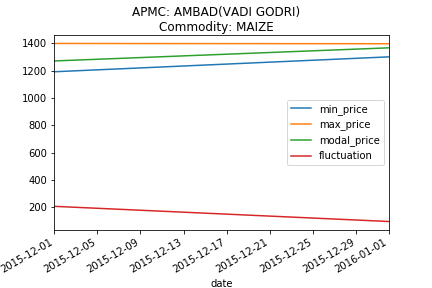 APMC: AMBAD(VADI GODRI)
Commodity: MAIZE
1400
1200
1000
800
600
400
200
min_price
max_price
modal_price
fluctuation
2015-12-01
2015-12-05
2015-12-09
2015-12-13
2015-12-17
2015-12-21
2015-12-25
2015-12-29
2016-01-01
date